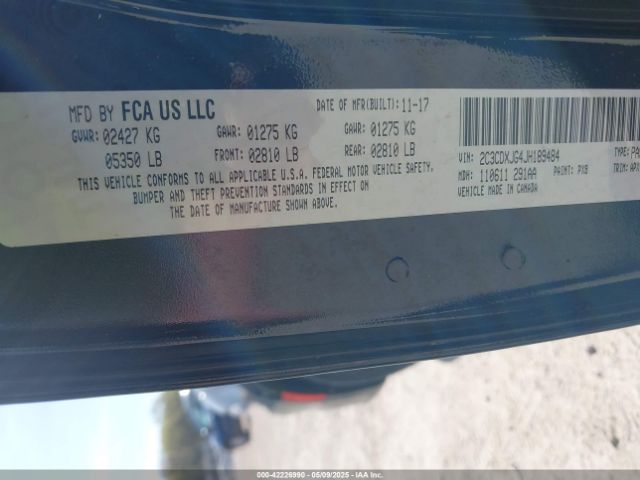 MFD BY FCA US LLC DATE OF MFR(BUILT): 11-17
GVWR: 02427 KG GAWR: 01275 KG GAWR: 01275 KG
05350 LB FRONT: 02810 LB REAR: 02810 LB
THIS VEHICLE CONFORMS TO ALL APPLICABLE U.S.A. FEDERAL MOTOR VEHICLE SAFETY,
BUMPER AND THEFT PREVENTION STANDARDS IN EFFECT ON
THE DATE OF MANUFACTURE SHOWN ABOVE.
VIN: 2C3CDXJG4JH189484 TYPE:
MDH: 110611 291AA PAINT: PX8 TRIM:
VEHICLE MADE IN CANADA
000-42226990 - 05/09/2025 - IAA Inc.